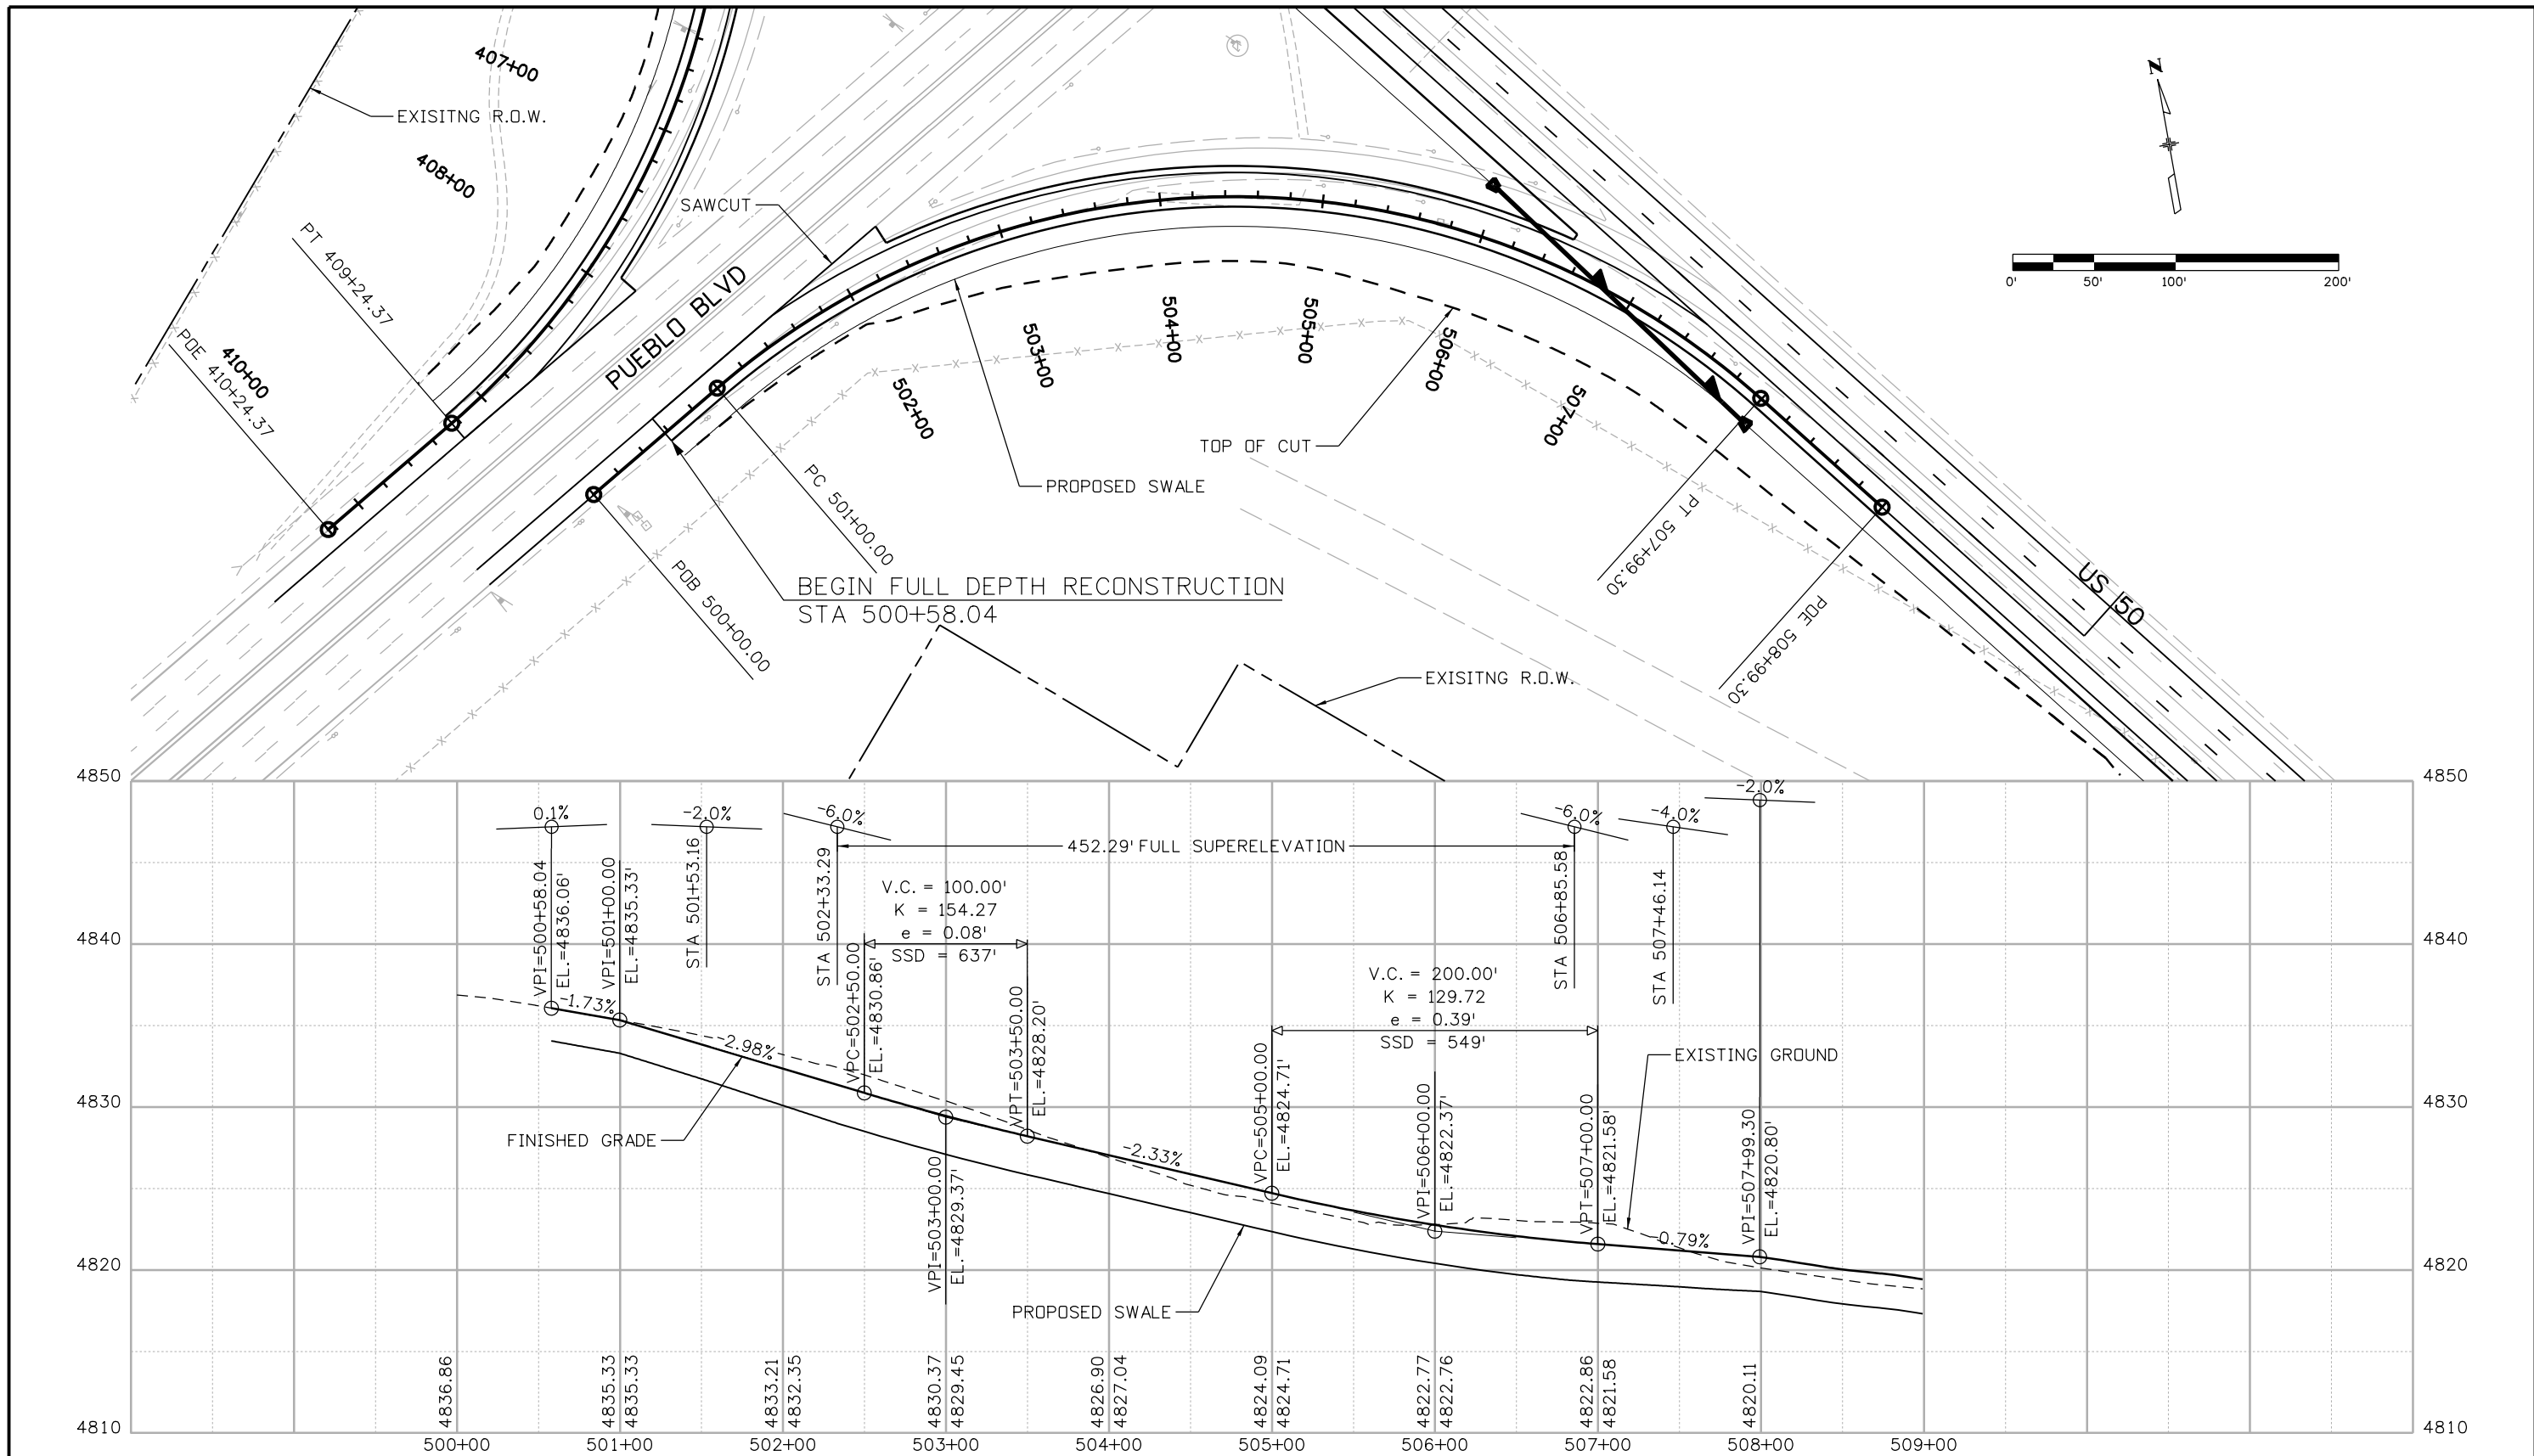 407+00
EXISITNG R.O.W.
408+00
PT 409+24.37
POE 410+24.37
410+00
SAWCUT
PUEBLO BLVD
N
0' 50' 100' 200'
502+00
503+00
504+00
505+00
506+00
507+00
TOP OF CUT
PROPOSED SWALE
PC 501+00.00
POB 500+00.00
BEGIN FULL DEPTH RECONSTRUCTION
STA 500+58.04
PT 507+99.30
POE 508+99.30
US 50
EXISITNG R.O.W.
4850
4850
0.1%
-2.0%
-6.0%
-6.0%
-4.0%
-2.0%
452.29' FULL SUPERELEVATION
VPI=500+58.04
EL.=4836.06'
VPI=501+00.00
EL.=4835.33'
STA 501+53.16
STA 502+33.29
V.C. = 100.00'
K = 154.27
e = 0.08'
SSD = 637'
VPC=502+50.00
EL.=4830.86'
VPT=503+50.00
EL.=4828.20'
STA 506+85.58
STA 507+46.14
4840
4840
V.C. = 200.00'
K = 129.72
e = 0.39'
SSD = 549'
VPC=505+00.00
EL.=4824.71'
VPI=506+00.00
EL.=4822.37'
VPT=507+00.00
EL.=4821.58'
VPI=507+99.30
EL.=4820.80'
EXISTING GROUND
-1.73%
-2.98%
4830
4830
FINISHED GRADE
-2.33%
VPI=503+00.00
EL.=4829.37'
-0.79%
4820
4820
PROPOSED SWALE
4836.86
4835.33
4835.33
4833.21
4832.35
4830.37
4829.45
4826.90
4827.04
4824.09
4824.71
4822.77
4822.76
4822.86
4821.58
4820.11
4810
4810
500+00 501+00 502+00 503+00 504+00 505+00 506+00 507+00 508+00 509+00